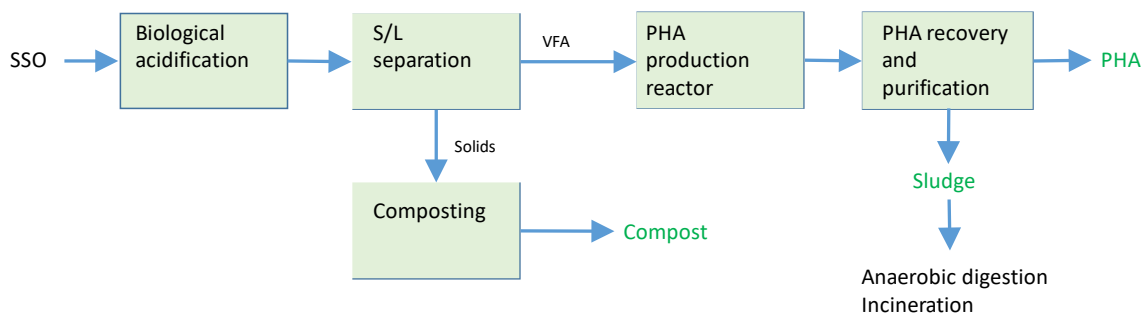 SSO
Biological
acidification
S/L
separation
VFA
PHA
production
reactor
PHA recovery
and
purification
PHA
Solids
Composting
Compost
Sludge
Anaerobic digestion
Incineration